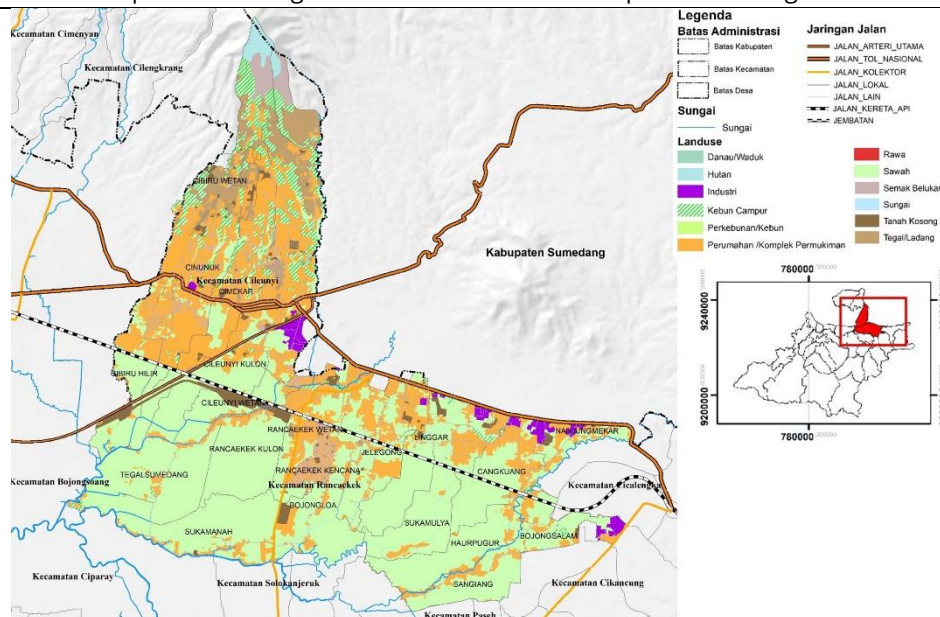 Kecamatan Cimenyan
Kecamatan Cilengkrang
CIBIRU WETAN
CINUNUK
Kecamatan Cileunyi
CIMEKAR
Kabupaten Sumedang
CILEUNYI KULON
CIBIRU HILIR
CILEUNYI WETAN
RANCAEKEK WETAN
LINGGAR
NANJUNGMEKAR
RANCAEKEK KULON
JELEGONG
TEGALSUMEDANG
RANCAEKEK KENCANA
CANGKUANG
Kecamatan Bojongsoang
Kecamatan Rancaekek
Kecamatan Cicalengka
BOJONGLOA
SUKAMANAH
SUKAMULYA
HAURPUGUR
BOJONGSALAM
SANGIANG
Kecamatan Ciparay
Kecamatan Solokanjeruk
Kecamatan Cikancung
Kecamatan Paseh
Legenda
Batas Administrasi
Batas Kabupaten
Batas Kecamatan
Batas Desa
Sungai
Sungai
Landuse
Danau/Waduk
Hutan
Industri
Kebun Campur
Perkebunan/Kebun
Perumahan /Komplek Permukiman
Jaringan Jalan
JALAN_ARTERI_UTAMA
JALAN_TOL_NASIONAL
JALAN_KOLEKTOR
JALAN_LOKAL
JALAN_LAIN
JALAN_KERETA_API
JEMBATAN
Rawa
Sawah
Semak Belukar
Sungai
Tanah Kosong
Tegal/Ladang
780000
9240000
9200000
780000